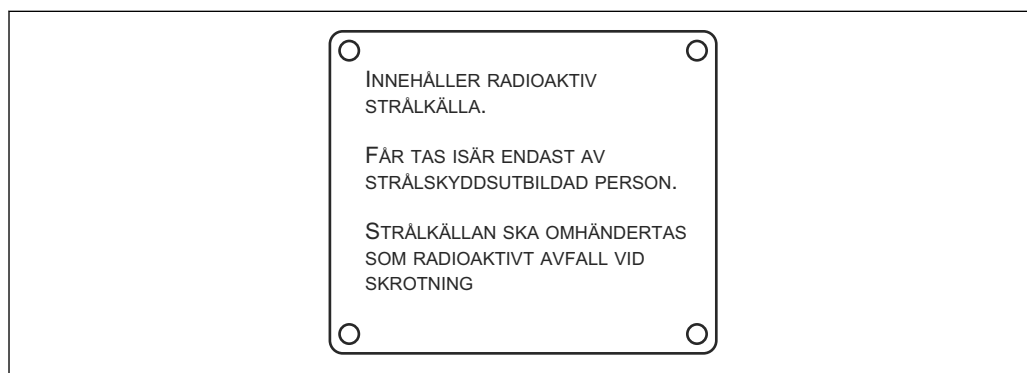 INNEHÅLLER RADIOAKTIV
STRÅLKÄLLA.
FÅR TAS ISÄR ENDAST AV
STRÅLSKYDDSUTBILDAD PERSON.
STRÅLKÄLLAN SKA OMHÄNDERTAS
SOM RADIOAKTIVT AVFALL VID
SKROTNING